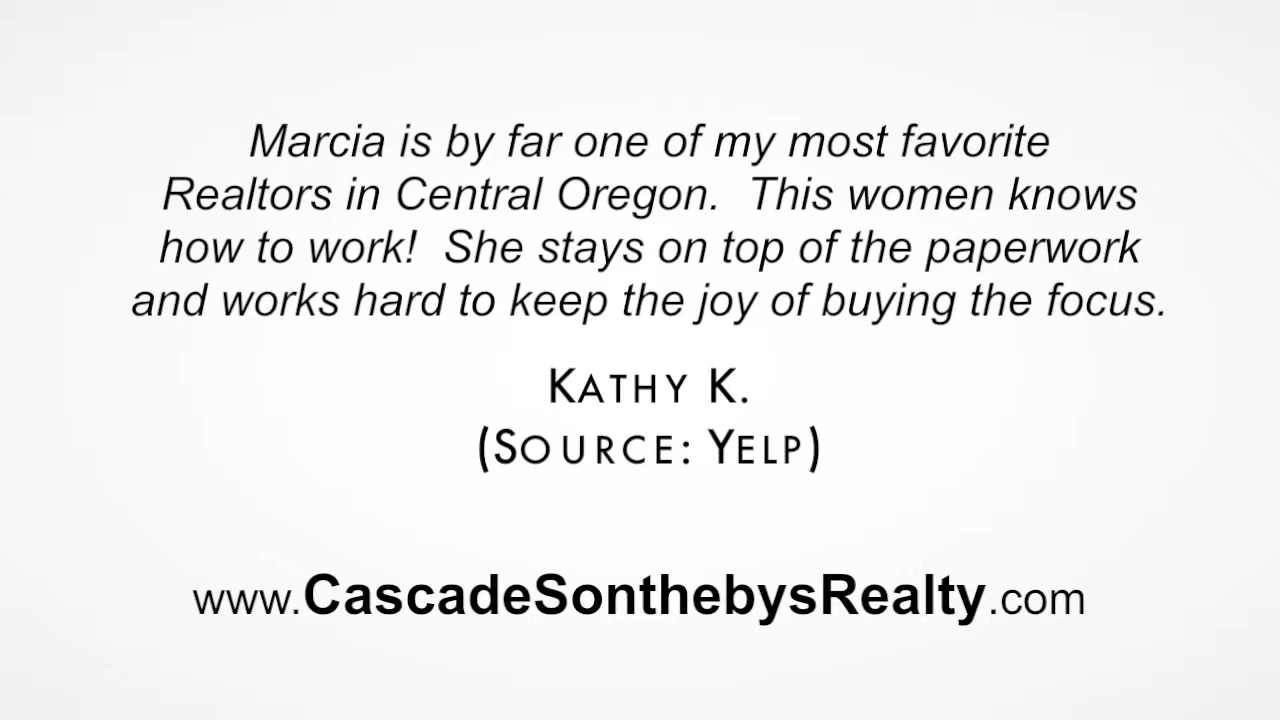 Marcia is by far one of my most favorite
Realtors in Central Oregon.  This women knows
how to work!  She stays on top of the paperwork
and works hard to keep the joy of buying the focus.
KATHY K.
(SOURCE: YELP)
www.CascadeSonthebysRealty.com